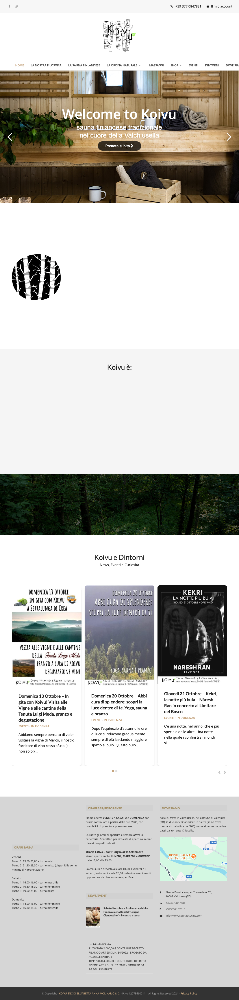 +39 377 0847881 Il mio account
Koivu
HOME LA NOSTRA FILOSOFIA LA SAUNA FINLANDESE LA CUCINA NATURALE I MASSAGGI SHOP EVENTI DINTORNI DOVE SIA
Welcome to Koivu
sauna finlandese tradizionale
nel cuore della Valchiusella
Prenota subito
Koivu è:
Koivu e Dintorni
News, Eventi e Curiosità
DOMENICA 13 OTTOBRE
IN GITA CON KOIVU
A SERRALUNGA DI CREA
VISITA ALLE VIGNE E ALLE CANTINE
DELLA Tenuta Luigi Meda
PRANZO A CURA DI KOIVU
DEGUSTAZIONE VINI
KOIVU SAUNA FINLANDESE & CUCINA NATURALE
Domenica 13 Ottobre – In
gita con Koivu! Visita alle
Vigne e alle cantine della
Tenuta Luigi Meda, pranzo e
degustazione
EVENTI • IN EVIDENZA
Abbiamo sempre pensato di voler
visitare la vigne di Marco, il nostro
fornitore di vino rosso sfuso (e
non solo!),...
DOMENICA 20 OTTOBRE
ABBI CURA DI SPLENDERE:
SCOPRI LA LUCE DENTRO DI TE
YOGA, SAUNA E PRANZO
KOIVU SAUNA FINLANDESE & CUCINA NATURALE
Domenica 20 Ottobre – Abbi
cura di splendere: scopri la
luce dentro di te. Yoga, sauna
e pranzo
EVENTI • IN EVIDENZA
Dopo l'equinozio d'autunno le ore
di luce si riducono gradualmente
sempre di più lasciando maggiore
spazio al buio. Questo buio...
KEKRI
LA NOTTE PIÙ BUIA
GIOVEDÌ 31 OTTOBRE – ORE 19:00
NARESHRAN
LIVE SET
KOIVU SAUNA FINLANDESE & CUCINA NATURALE
Giovedì 31 Ottobre – Kekri,
la notte più buia – Nàresh
Ran in concerto al Limitare
del Bosco
EVENTI • IN EVIDENZA
C'è una notte, nell'anno, che è più
speciale delle altre. Una notte
nella quale i confini tra i mondi
si...
ORARI SAUNA
Venerdì
Turno 1: 19,00-21,00 – turno misto
Turno 2: 21,30-23,30 – turno misto (disponibile con un
minimo di 4 prenotazioni)
Sabato
Turno 1: 14,00-16,00 – turno maschile
Turno 2: 16,30-18,30 – turno femminile
Turno 3: 19,00-21,00 – turno misto
Domenica
Turno 1: 14,00-16,00 – turno femminile
Turno 2: 16,30-18,30 – turno maschile
ORARI BAR/RISTORANTE
Siamo aperte VENERDI', SABATO e DOMENICA con
orario continuato a partire dalle ore 09,00, con
possibilità di prenotare pranzo e cena.
Durante gli orari di apertura è sempre attiva la
caffetteria. Contattaci per richieste di apertura in orari
diversi da quelli indicati.
Orario Estivo – dal 1° Luglio al 15 Settembre
siamo aperte anche LUNEDI', MARTEDI' e GIOVEDI'
dalle 17,00 alle 23,00.
La chiusura è prevista alle ore 01,00 il venerdì e il
sabato; la domenica alle 23,00, salvo in caso di eventi
oppure ove sia diversamente specificato.
NEWS/EVENTI
Sabato 5 ottobre – Broiler e tacchini –
Pranzo e cena Benefit "Grugno
Clandestino" – incontro a tema
contributi di Stato:
11/08/2020 2.000,00 € CONTRIBUT DECRETO
RILANCIO ART 25 DL N. 34/2022 - EROGATO DA
AG.DELLE ENTRATE
10/11/2020 4.000,00 € CONTRIBUTO DECRETO
RISTORI ART 1 DL N.137 /2022 - EROGATO DA
AG.DELLE ENTRATE
DOVE SIAMO
Koivu si trova in Valchiusella, nel comune di Valchiusa
(TO), in due antichi fabbricati in pietra (se ne trova
traccia sin dalla fine del '700) immersi nel verde, a due
passi dal torrente Chiusella.
SP66
SP64
KOIVU - SAUNA
FINLANDESE E...
Alim
Via Maestra
SP64
Strada Provinciale per Trausella n. 20,
10089 Valchiusa (TO)
+393770847881
+393352102315
info@koivusaunaecucina.com
© Copyright - KOIVU SNC DI ELISABETTA ANNA MOLINARIO & C. - P.Iva 12078660011 | All Rights Reserved 2024 - Privacy Policy